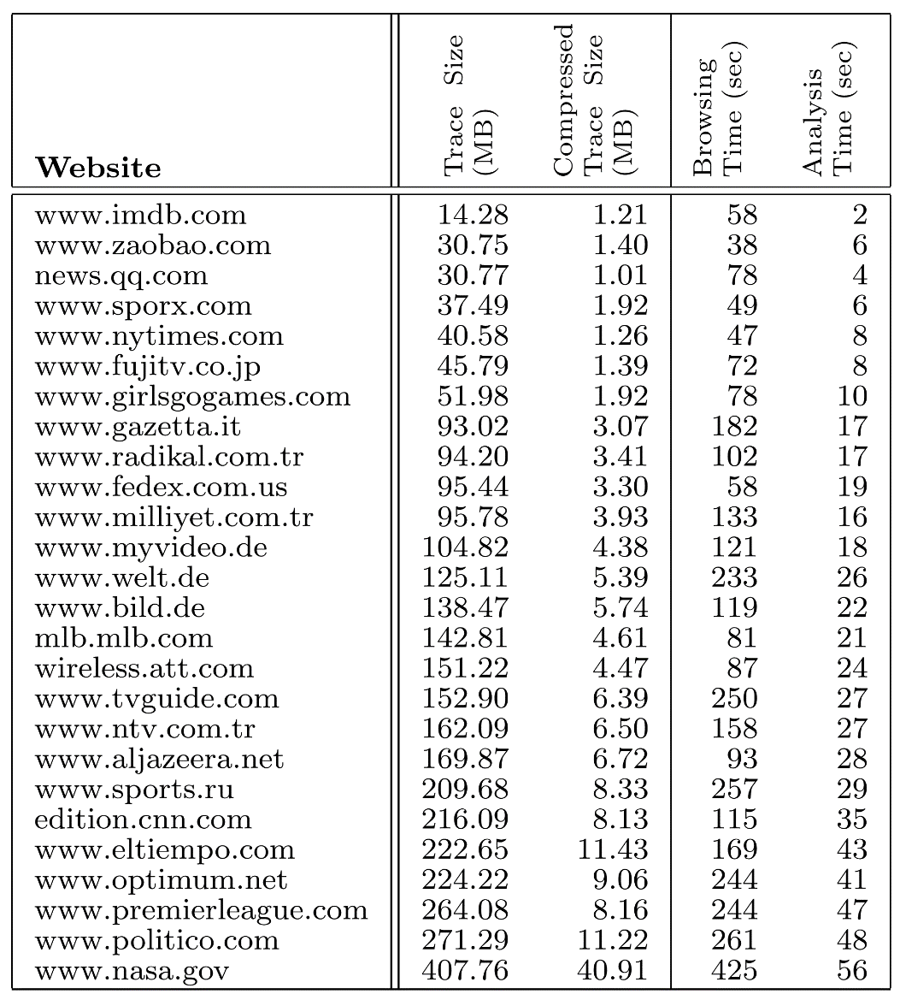 Website Trace Size (MB) Compressed Trace Size (MB) Browsing Time (sec) Analysis Time (sec)
www.imdb.com 14.28 1.21 58 2
www.zaobao.com 30.75 1.40 38 6
news.qq.com 30.77 1.01 78 4
www.sporx.com 37.49 1.92 49 6
www.nytimes.com 40.58 1.26 47 8
www.fujitv.co.jp 45.79 1.39 72 8
www.girlsgogames.com 51.98 1.92 78 10
www.gazetta.it 93.02 3.07 182 17
www.radikal.com.tr 94.20 3.41 102 17
www.fedex.com.us 95.44 3.30 58 19
www.milliyet.com.tr 95.78 3.93 133 16
www.myvideo.de 104.82 4.38 121 18
www.welt.de 125.11 5.39 233 26
www.bild.de 138.47 5.74 119 22
mlb.mlb.com 142.81 4.61 81 21
wireless.att.com 151.22 4.47 87 24
www.tvguide.com 152.90 6.39 250 27
www.ntv.com.tr 162.09 6.50 158 27
www.aljazeera.net 169.87 6.72 93 28
www.sports.ru 209.68 8.33 257 29
edition.cnn.com 216.09 8.13 115 35
www.eltiempo.com 222.65 11.43 169 43
www.optimum.net 224.22 9.06 244 41
www.premierleague.com 264.08 8.16 244 47
www.politico.com 271.29 11.22 261 48
www.nasa.gov 407.76 40.91 425 56